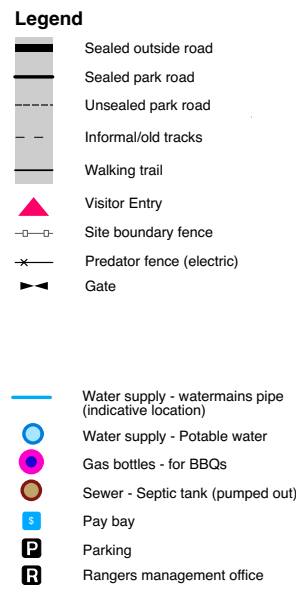 Legend
Sealed outside road
Sealed park road
Unsealed park road
Informal/old tracks
Walking trail
Visitor Entry
Site boundary fence
Predator fence (electric)
Gate
Water supply - watermains pipe
(indicative location)
Water supply - Potable water
Gas bottles - for BBQs
Sewer - Septic tank (pumped out)
$ Pay bay
P Parking
R Rangers management office